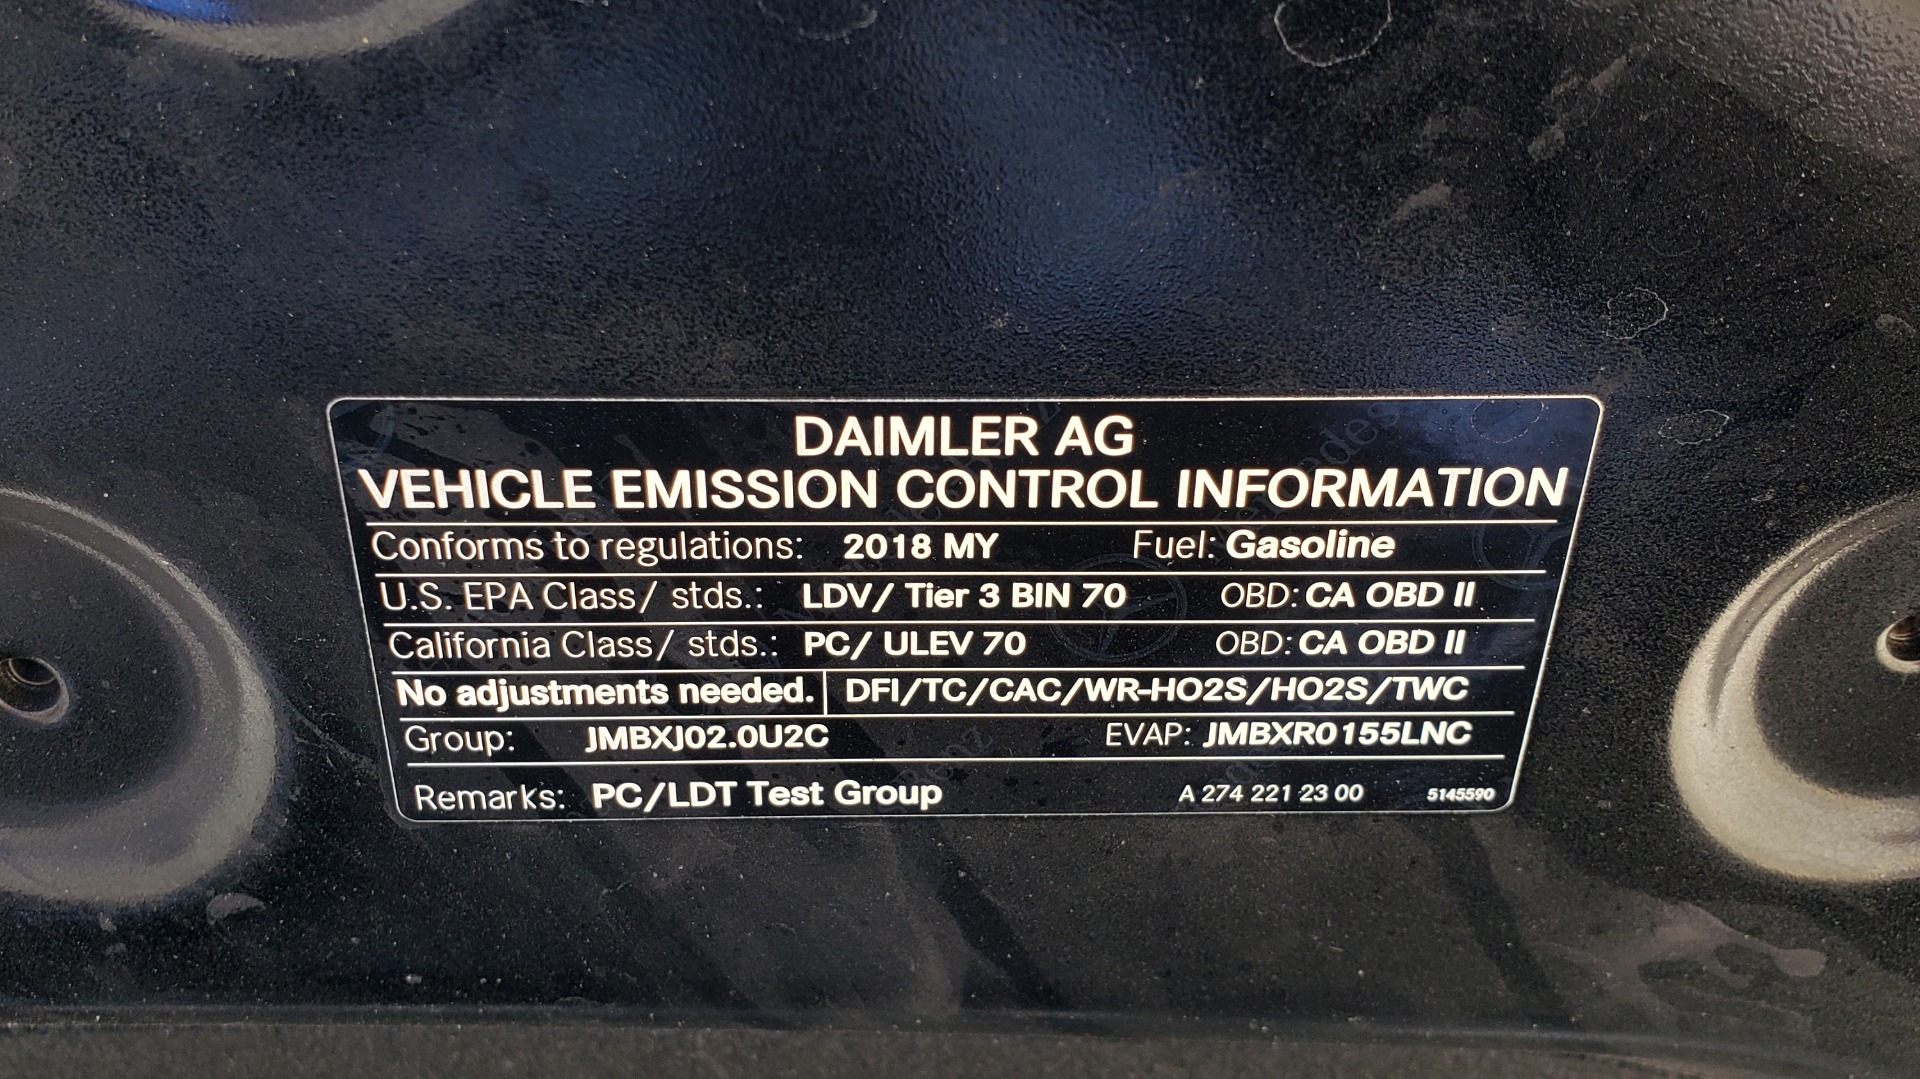 DAIMLER AG
VEHICLE EMISSION CONTROL INFORMATION
Conforms to regulations: 2018 MY Fuel: Gasoline
U.S. EPA Class/ stds.: LDV/ Tier 3 BIN 70 OBD: CA OBD II
California Class/ stds.: PC/ ULEV 70 OBD: CA OBD II
No adjustments needed. DFI/TC/CAC/WR-HO2S/HO2S/TWC
Group: JMBXJ02.0U2C EVAP: JMBXR0155LNC
Remarks: PC/LDT Test Group A 274 221 23 00 5145590